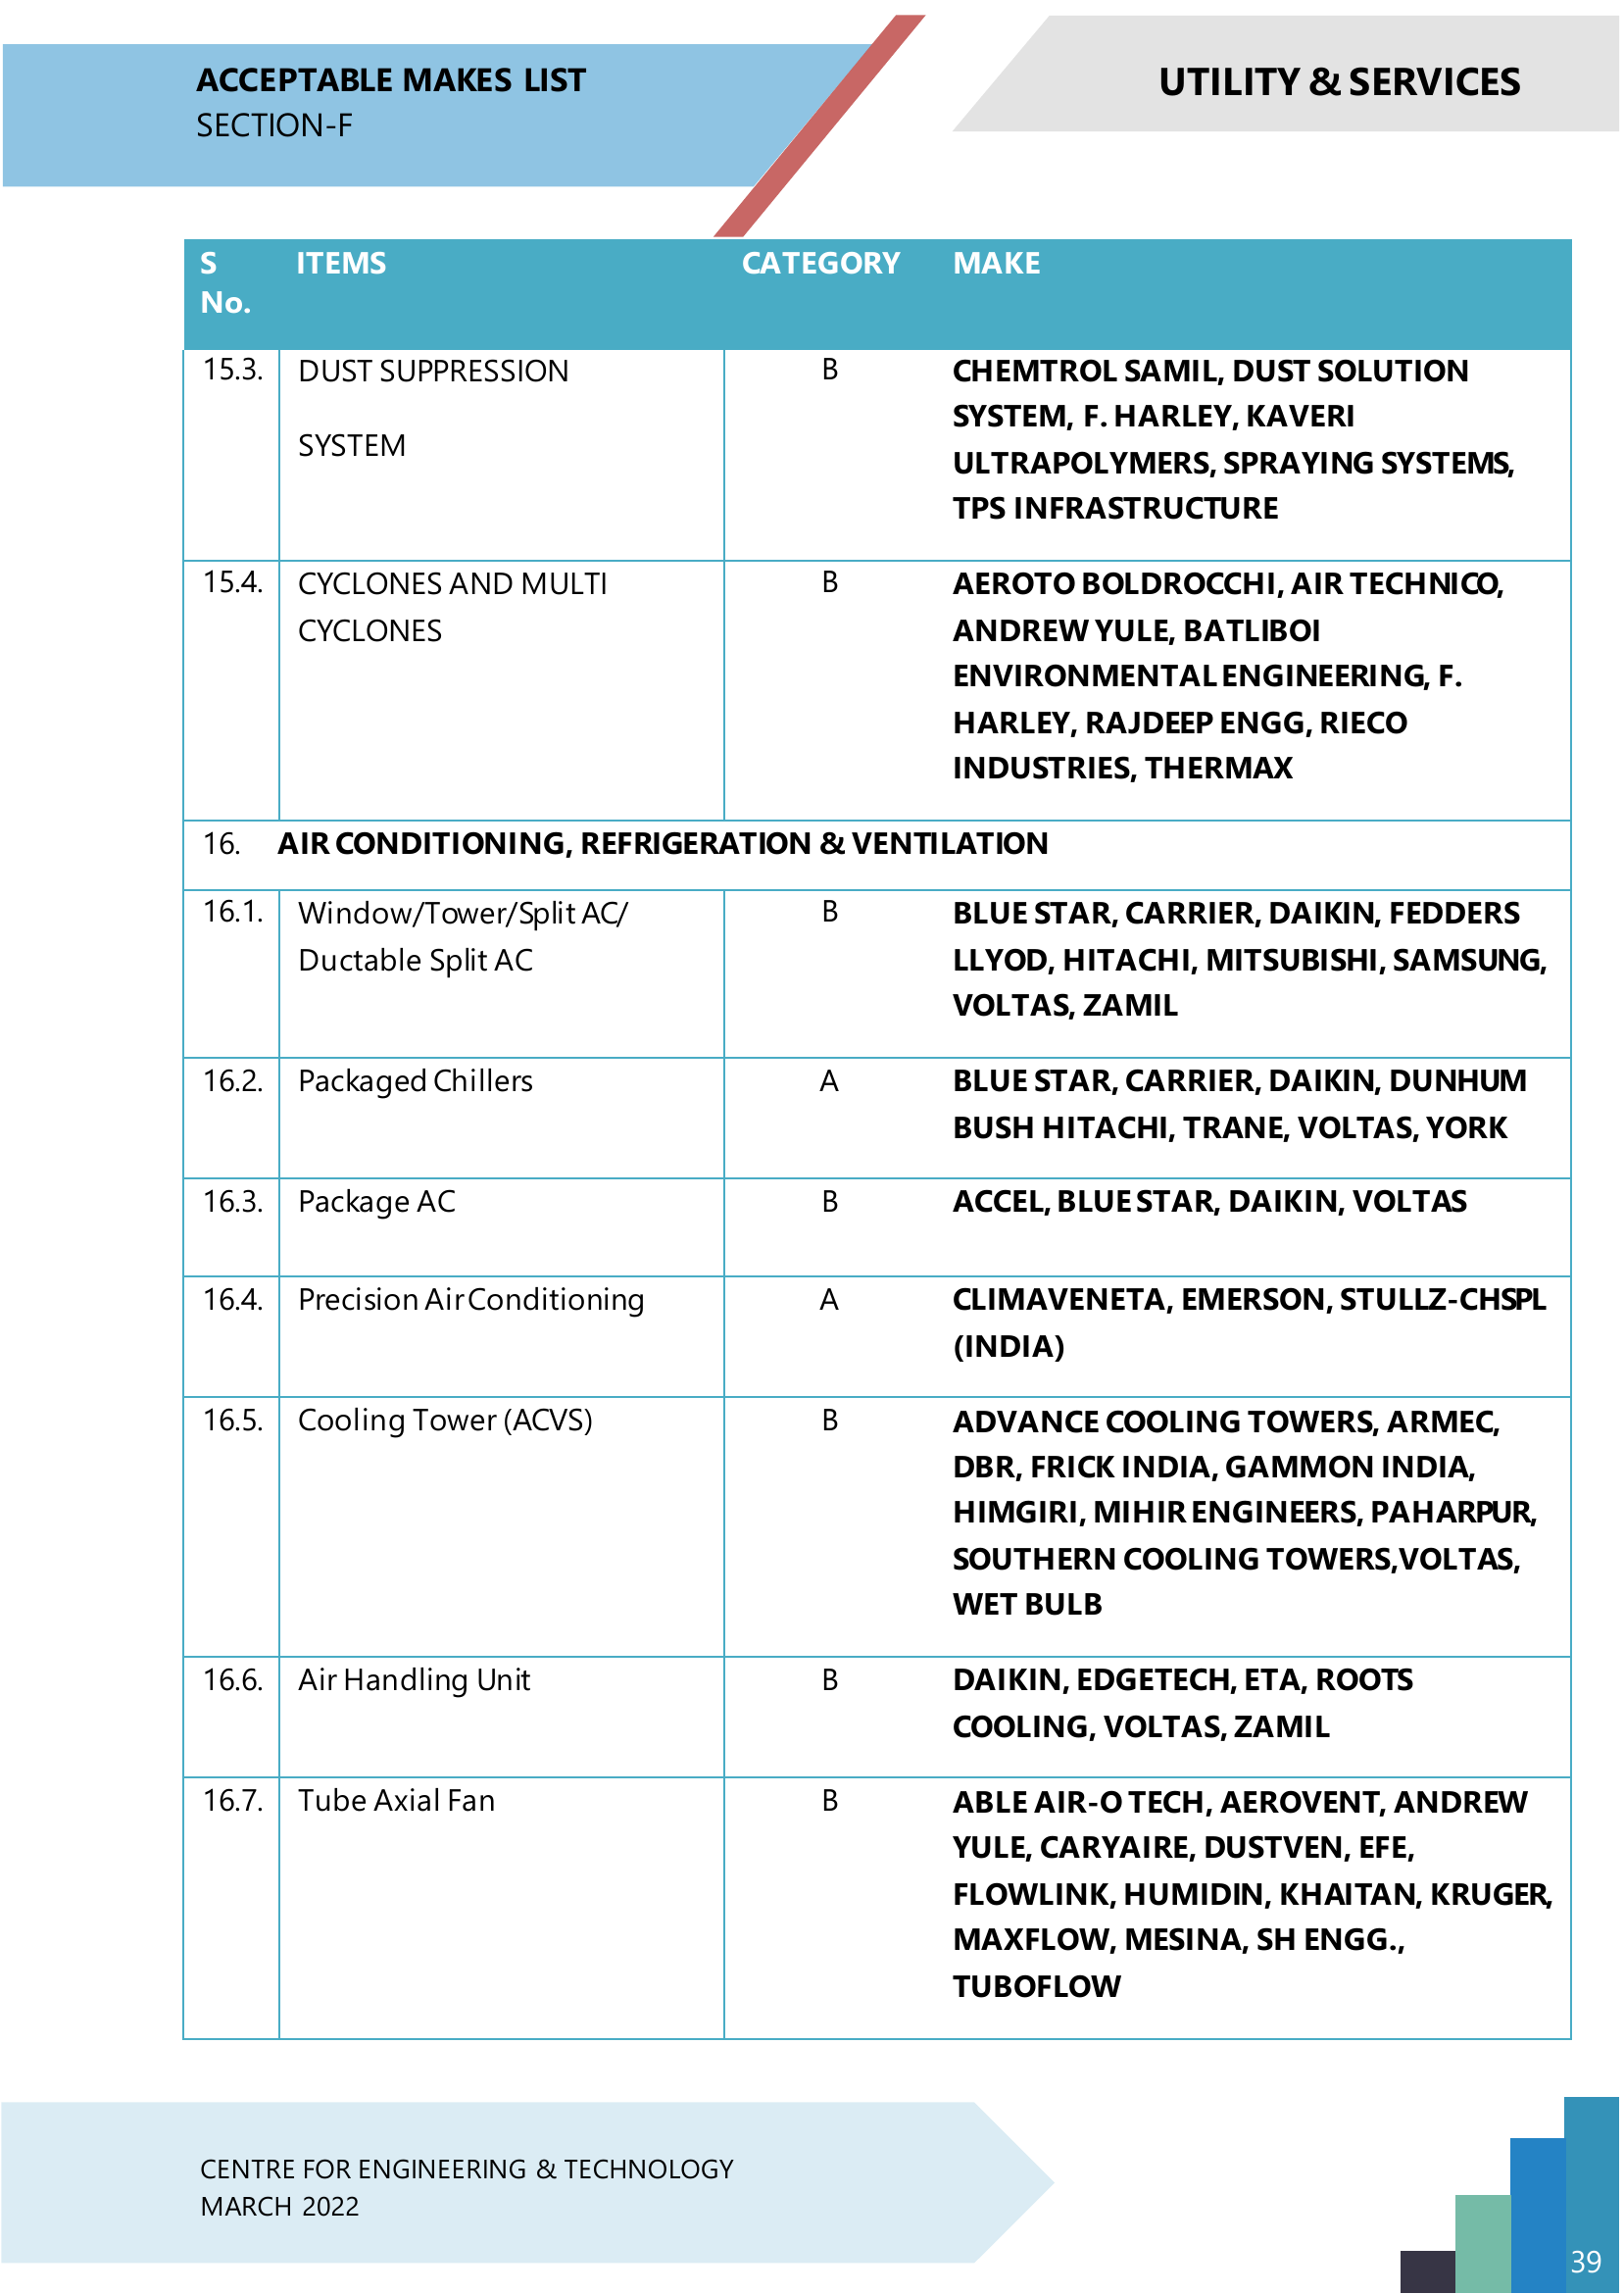 ACCEPTABLE MAKES LIST
SECTION-F
UTILITY & SERVICES
S No. ITEMS CATEGORY MAKE
15.3. DUST SUPPRESSION B CHEMTROL SAMIL, DUST SOLUTION
SYSTEM, F. HARLEY, KAVERI
SYSTEM
ULTRAPOLYMERS, SPRAYING SYSTEMS,
TPS INFRASTRUCTURE
15.4. CYCLONES AND MULTI B AEROTO BOLDROCCHI, AIR TECHNICO,
CYCLONES ANDREW YULE, BATLIBOI
ENVIRONMENTAL ENGINEERING, F.
HARLEY, RAJDEEP ENGG, RIECO
INDUSTRIES, THERMAX
16. AIR CONDITIONING, REFRIGERATION & VENTILATION
16.1. Window/Tower/Split AC/ B BLUE STAR, CARRIER, DAIKIN, FEDDERS
Ductable Split AC LLYOD, HITACHI, MITSUBISHI, SAMSUNG,
VOLTAS, ZAMIL
16.2. Packaged Chillers A BLUE STAR, CARRIER, DAIKIN, DUNHUM
BUSH HITACHI, TRANE, VOLTAS, YORK
16.3. Package AC B ACCEL, BLUE STAR, DAIKIN, VOLTAS
16.4. Precision Air Conditioning A CLIMAVENETA, EMERSON, STULLZ-CHSPL
(INDIA)
16.5. Cooling Tower (ACVS) B ADVANCE COOLING TOWERS, ARMEC,
DBR, FRICK INDIA, GAMMON INDIA,
HIMGIRI, MIHIR ENGINEERS, PAHARPUR,
SOUTHERN COOLING TOWERS,VOLTAS,
WET BULB
16.6. Air Handling Unit B DAIKIN, EDGETECH, ETA, ROOTS
COOLING, VOLTAS, ZAMIL
16.7. Tube Axial Fan B ABLE AIR-O TECH, AEROVENT, ANDREW
YULE, CARYAIRE, DUSTVEN, EFE,
FLOWLINK, HUMIDIN, KHAITAN, KRUGER,
MAXFLOW, MESINA, SH ENGG.,
TUBOFLOW
CENTRE FOR ENGINEERING & TECHNOLOGY
MARCH 2022
39